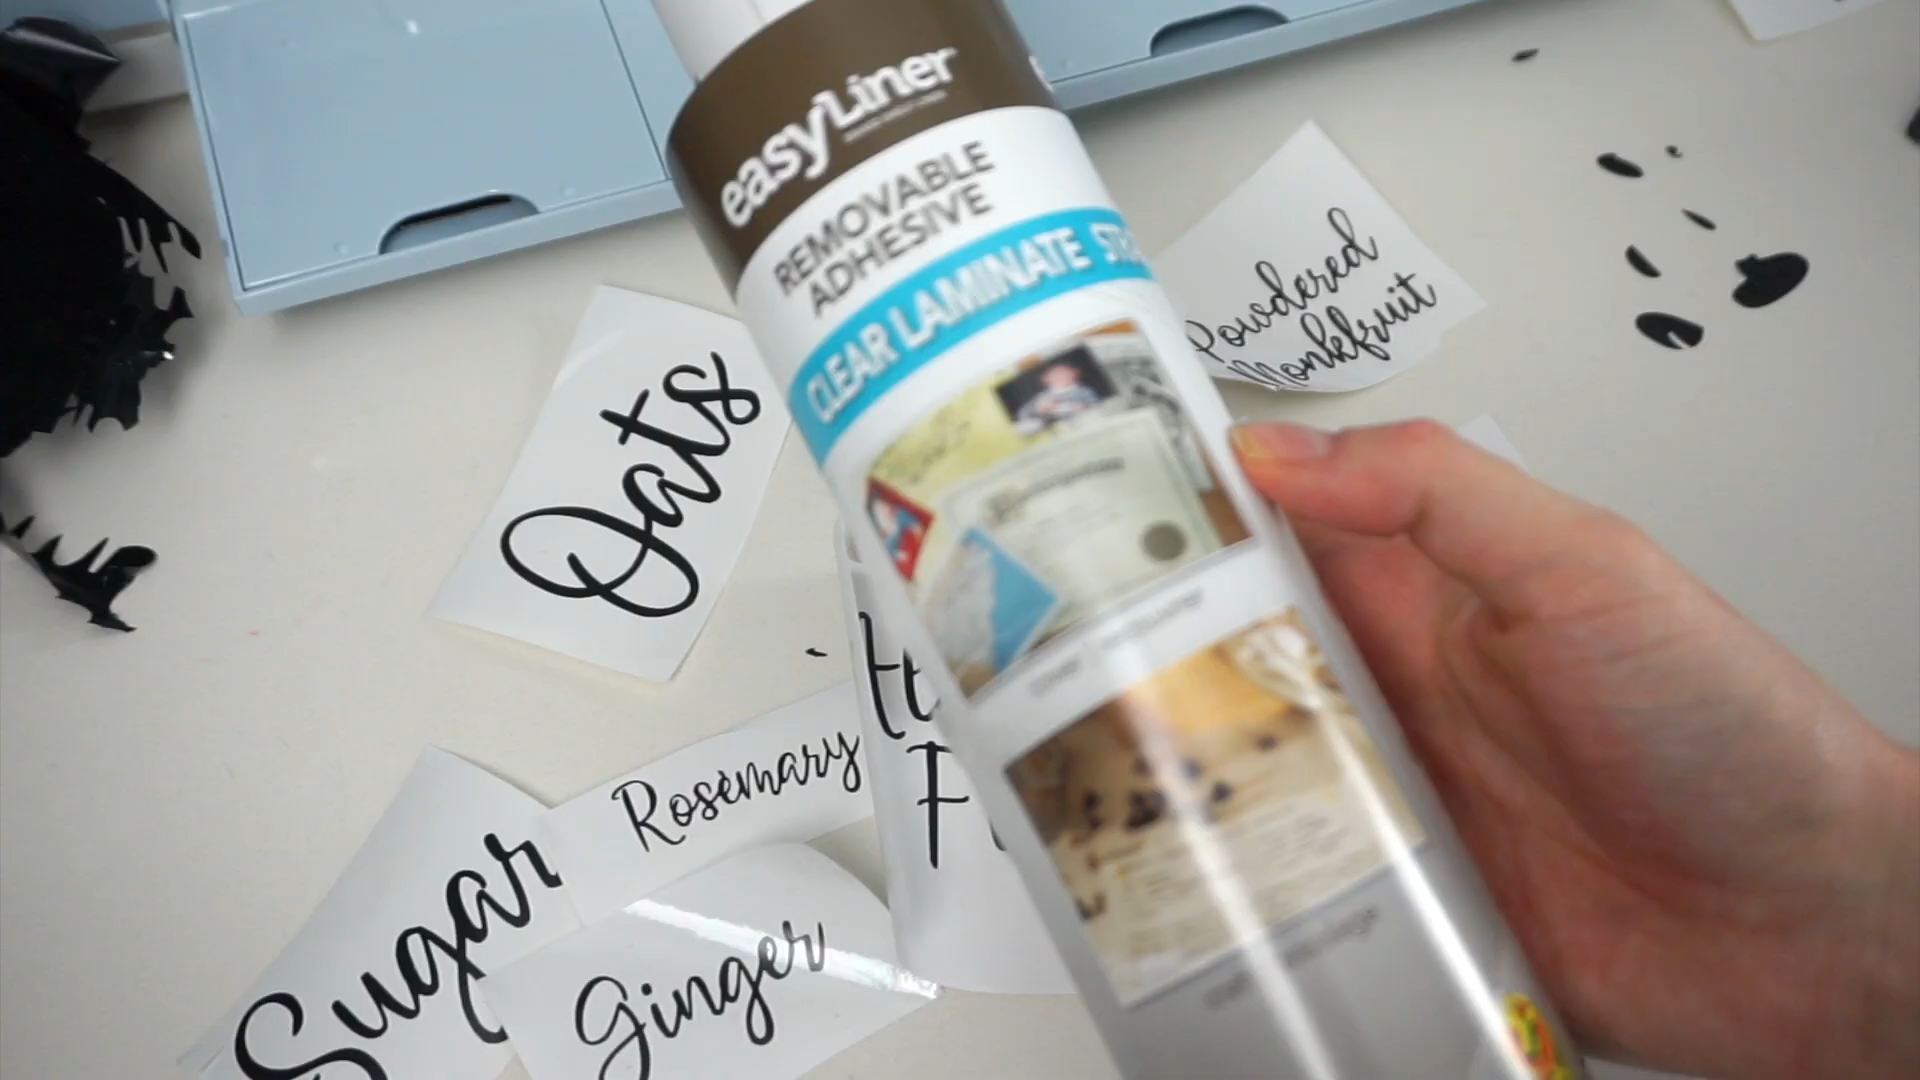 easyLiner
REMOVABLE
ADHESIVE
CLEAR LAMINATE
Powdered
Monkfruit
Oats
Rosemary
Sugar
Ginger